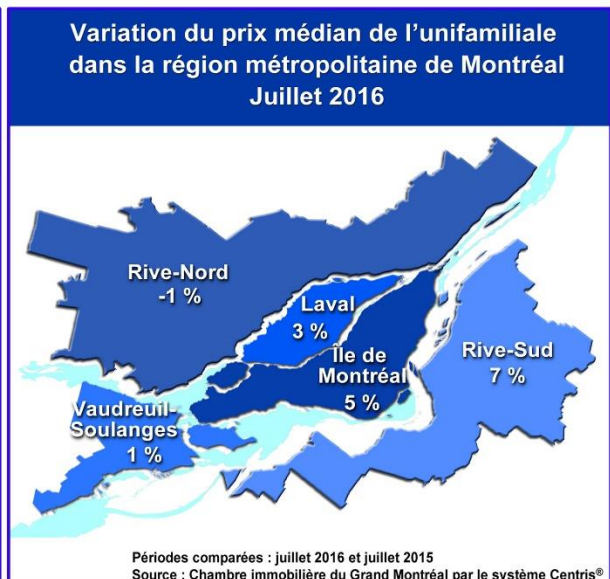 Variation du prix médian de l'unifamiliale
dans la région métropolitaine de Montréal
Juillet 2016
Rive-Nord
-1 %
Laval
3 %
Île de
Montréal
5 %
Rive-Sud
7 %
Vaudreuil-
Soulanges
1 %
Périodes comparées : juillet 2016 et juillet 2015
Source : Chambre immobilière du Grand Montréal par le système Centris®